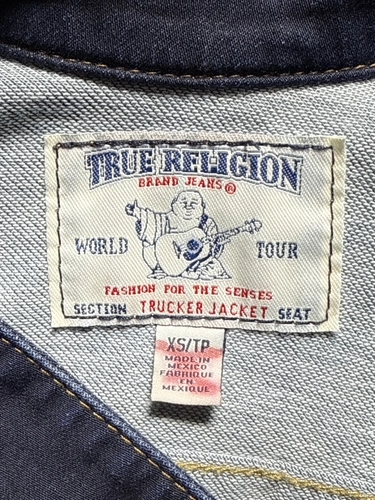 TRUE RELIGION
BRAND JEANS®
WORLD TOUR
FASHION FOR THE SENSES
SECTION TRUCKER JACKET SEAT
XS/TP
MADE IN
MEXICO
FABRIQUE
EN
MEXIQUE